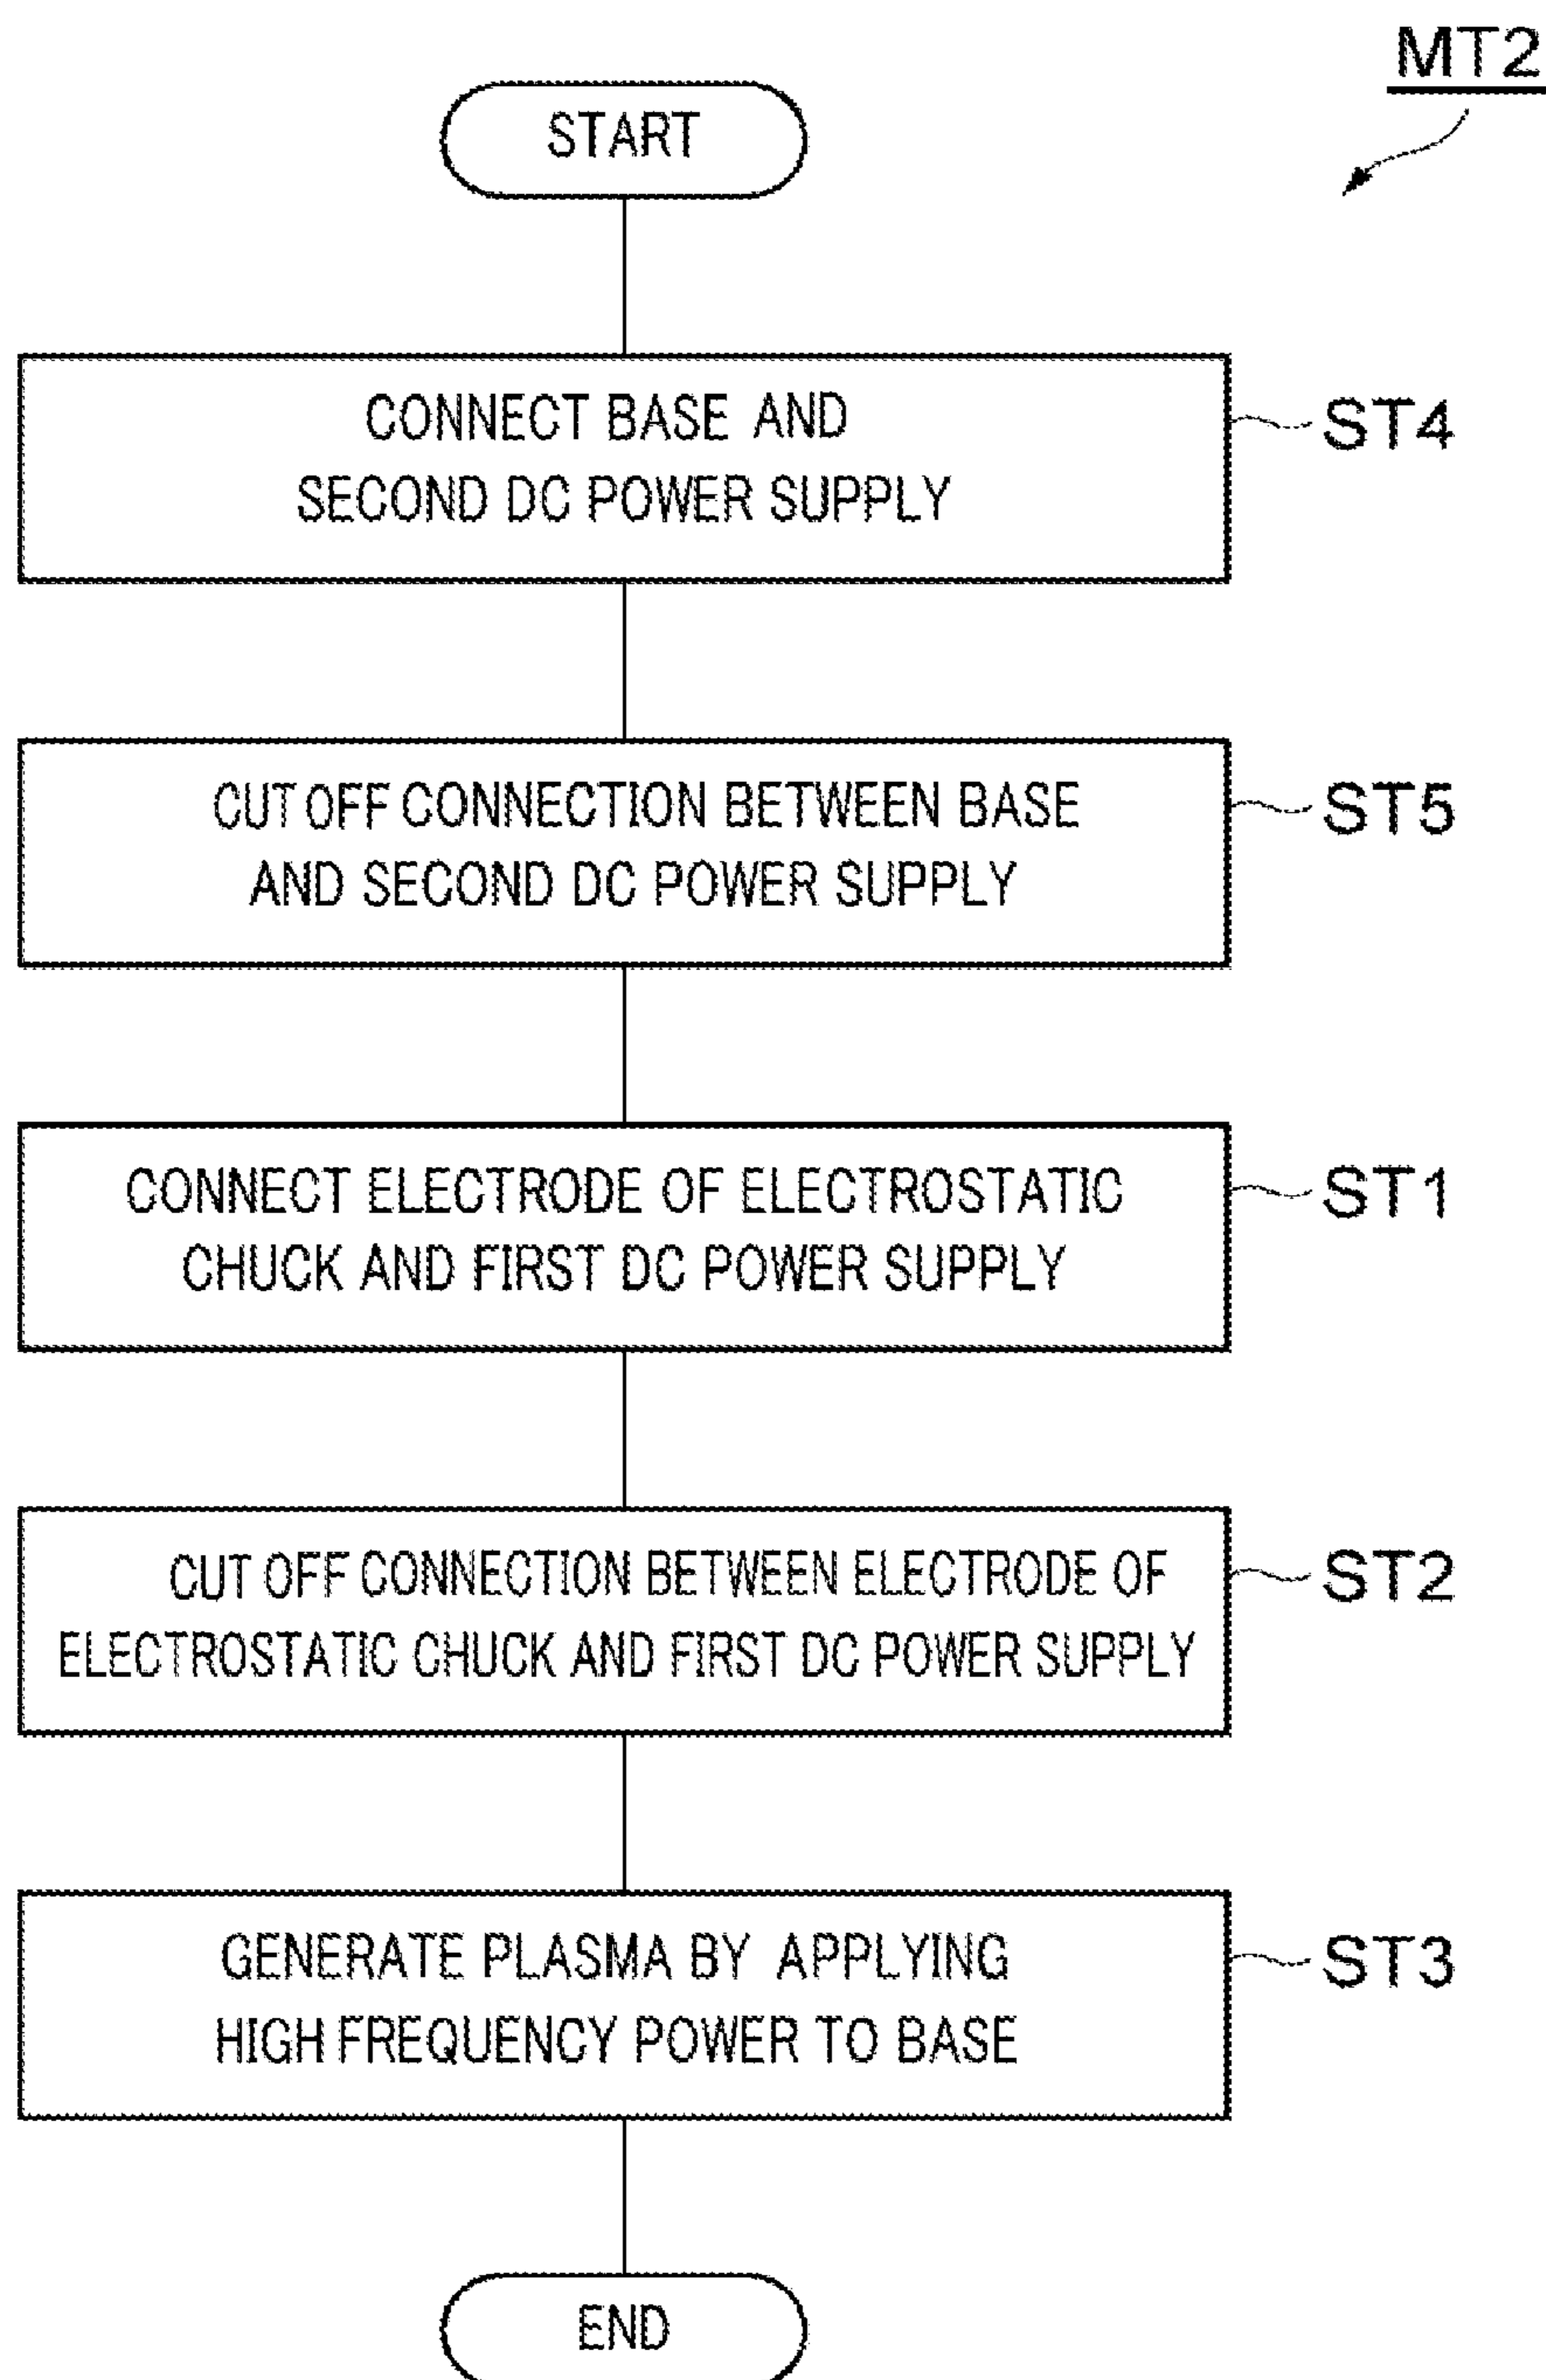 MT2
START
CONNECT BASE AND
SECOND DC POWER SUPPLY
ST4
CUT OFF CONNECTION BETWEEN BASE
AND SECOND DC POWER SUPPLY
ST5
CONNECT ELECTRODE OF ELECTROSTATIC
CHUCK AND FIRST DC POWER SUPPLY
ST1
CUT OFF CONNECTION BETWEEN ELECTRODE OF
ELECTROSTATIC CHUCK AND FIRST DC POWER SUPPLY
ST2
GENERATE PLASMA BY APPLYING
HIGH FREQUENCY POWER TO BASE
ST3
END